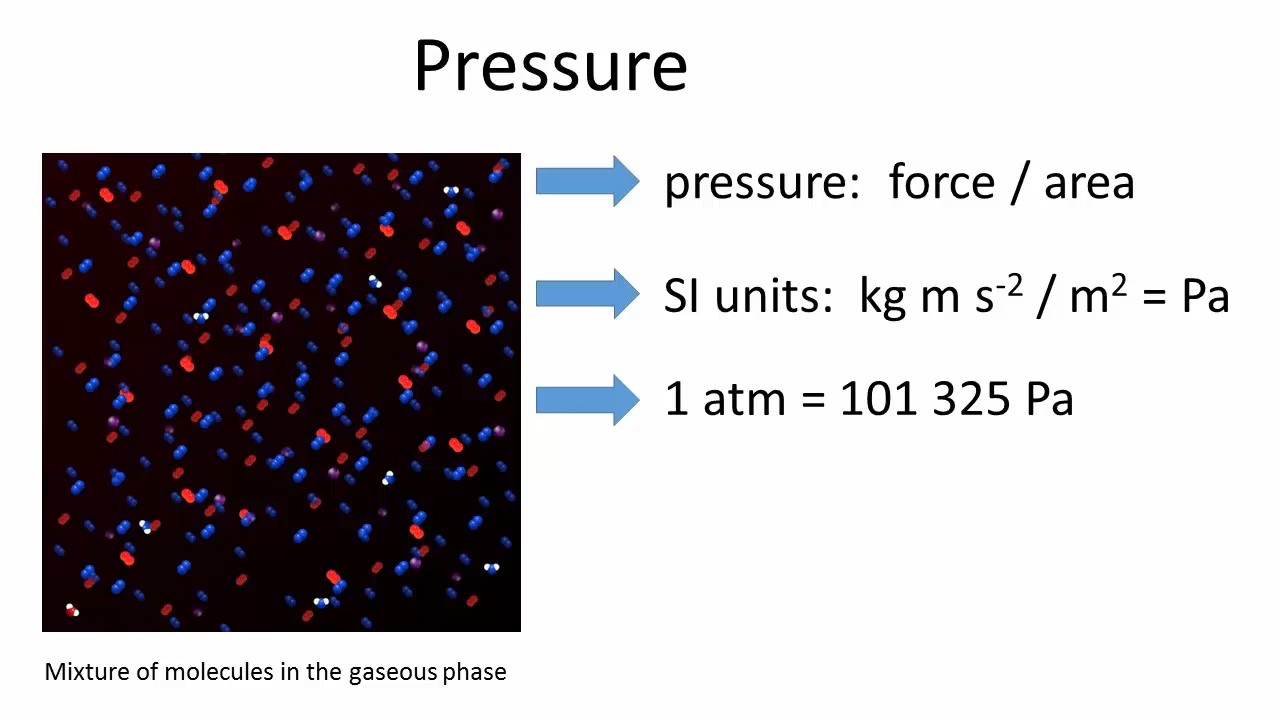 Pressure
pressure: force / area
SI units: kg m s⁻² / m² = Pa
1 atm = 101 325 Pa
Mixture of molecules in the gaseous phase